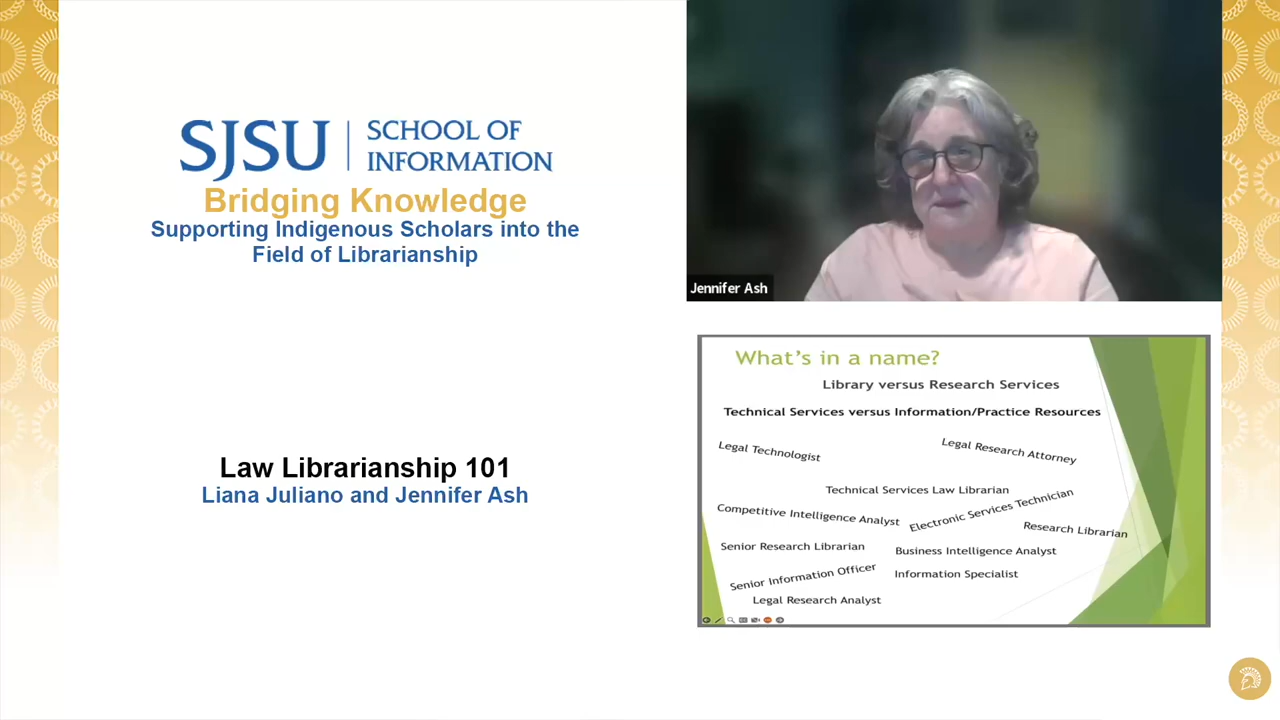 SJSU
SCHOOL OF
INFORMATION
Bridging Knowledge
Supporting Indigenous Scholars into the
Field of Librarianship
Law Librarianship 101
Liana Juliano and Jennifer Ash
Jennifer Ash
What's in a name?
Library versus Research Services
Technical Services versus Information/Practice Resources
Legal Technologist
Legal Research Attorney
Technical Services Law Librarian
Competitive Intelligence Analyst
Electronic Services Technician
Research Librarian
Senior Research Librarian
Business Intelligence Analyst
Senior Information Officer
Information Specialist
Legal Research Analyst